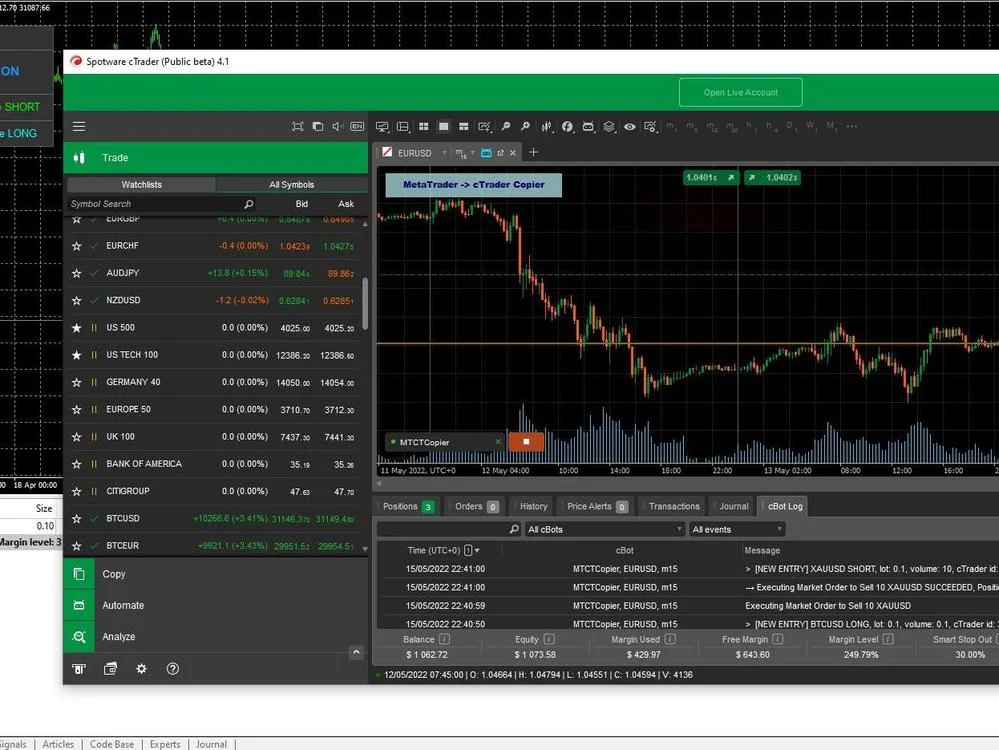 12.70 31087.66
ON
e SHORT
e LONG
00 18 Apr 00:00
Size
0.10
Margin level: 3
Spotware cTrader (Public beta) 4.1
Open Live Account
EN
Trade
Watchlists All Symbols
Symbol Search Bid Ask
EURGBP +0.4 (0.00%)
EURCHF -0.4 (0.00%) 1.04239 1.04275
AUDJPY +13.8 (+0.15%) 89.844 89.862
NZDUSD -1.2 (-0.02%) 0.62841 0.62851
US 500 0.0 (0.00%) 4025.00 4025.20
US TECH 100 0.0 (0.00%) 12386.20 12386.60
GERMANY 40 0.0 (0.00%) 14050.00 14054.00
EUROPE 50 0.0 (0.00%) 3710.70 3712.30
UK 100 0.0 (0.00%) 7437.30 7441.30
BANK OF AMERICA 0.0 (0.00%) 35.19 35.26
CITIGROUP 0.0 (0.00%) 47.63 47.70
BTCUSD +10266.6 (+3.41%) 31146.30
BTCEUR +9921.1 (+3.43%) 29951.52 29954.51
Copy
Automate
Analyze
EURUSD m15
MetaTrader -> cTrader Copier
1.0401 1.0402
MTCTCopier
11 May 2022, UTC+0 12 May 04:00 10:00 14:00 18:00 22:00 13 May 02:00 08:00 12:00 16:00
Positions 3 Orders 0 History Price Alerts 0 Transactions Journal cBot Log
All cBots All events
Time (UTC+0) 1 cBot Message
15/05/2022 22:41:00 MTCTCopier, EURUSD, m15 > [NEW ENTRY] XAUUSD SHORT, lot: 0.1, volume: 10, cTrader id:
15/05/2022 22:41:00 MTCTCopier, EURUSD, m15 → Executing Market Order to Sell 10 XAUUSD SUCCEEDED, Positi
15/05/2022 22:40:59 MTCTCopier, EURUSD, m15 Executing Market Order to Sell 10 XAUUSD
15/05/2022 22:40:50 MTCTCopier, EURUSD, m15 > [NEW ENTRY] BTCUSD LONG, lot: 0.1, volume: 0.1, cTrader id:
Balance Equity Margin Used Free Margin Margin Level Smart Stop Out
$ 1 062.72 $ 1 073.58 $ 429.97 $ 643.60 249.79% 30.00%
12/05/2022 07:45:00 | O: 1.04664 | H: 1.04794 | L: 1.04551 | C: 1.04594 | V: 4136
Signals | Articles | Code Base | Experts | Journal |